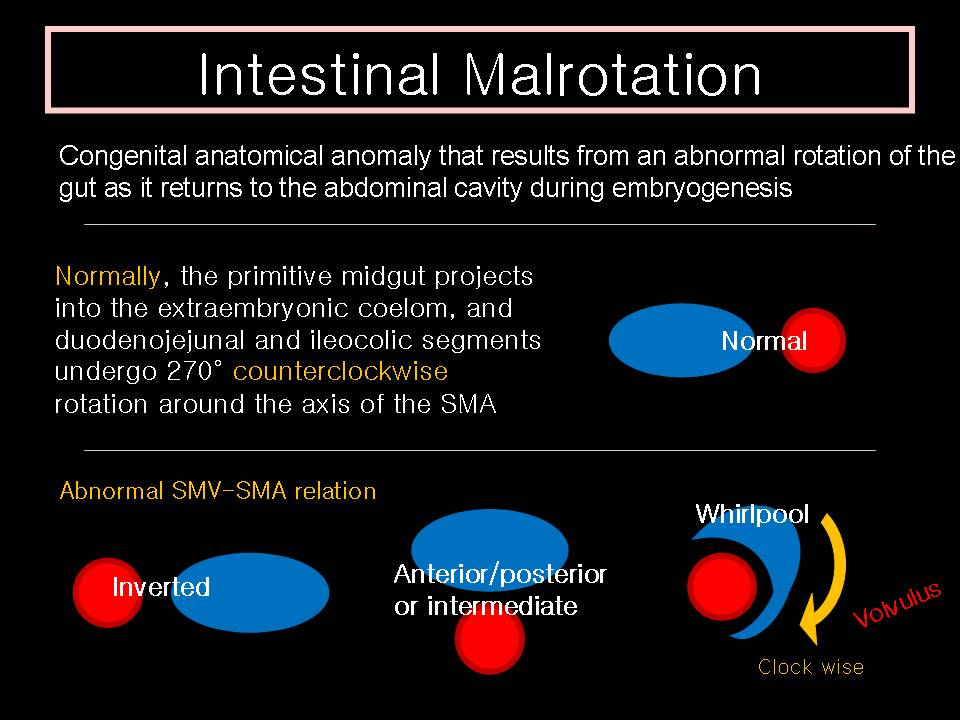 Intestinal Malrotation
Congenital anatomical anomaly that results from an abnormal rotation of the
gut as it returns to the abdominal cavity during embryogenesis
Normally, the primitive midgut projects
into the extraembryonic coelom, and
duodenojejunal and ileocolic segments
undergo 270° counterclockwise
rotation around the axis of the SMA
Normal
Abnormal SMV-SMA relation
Inverted
Anterior/posterior
or intermediate
Whirlpool
Volvulus
Clock wise